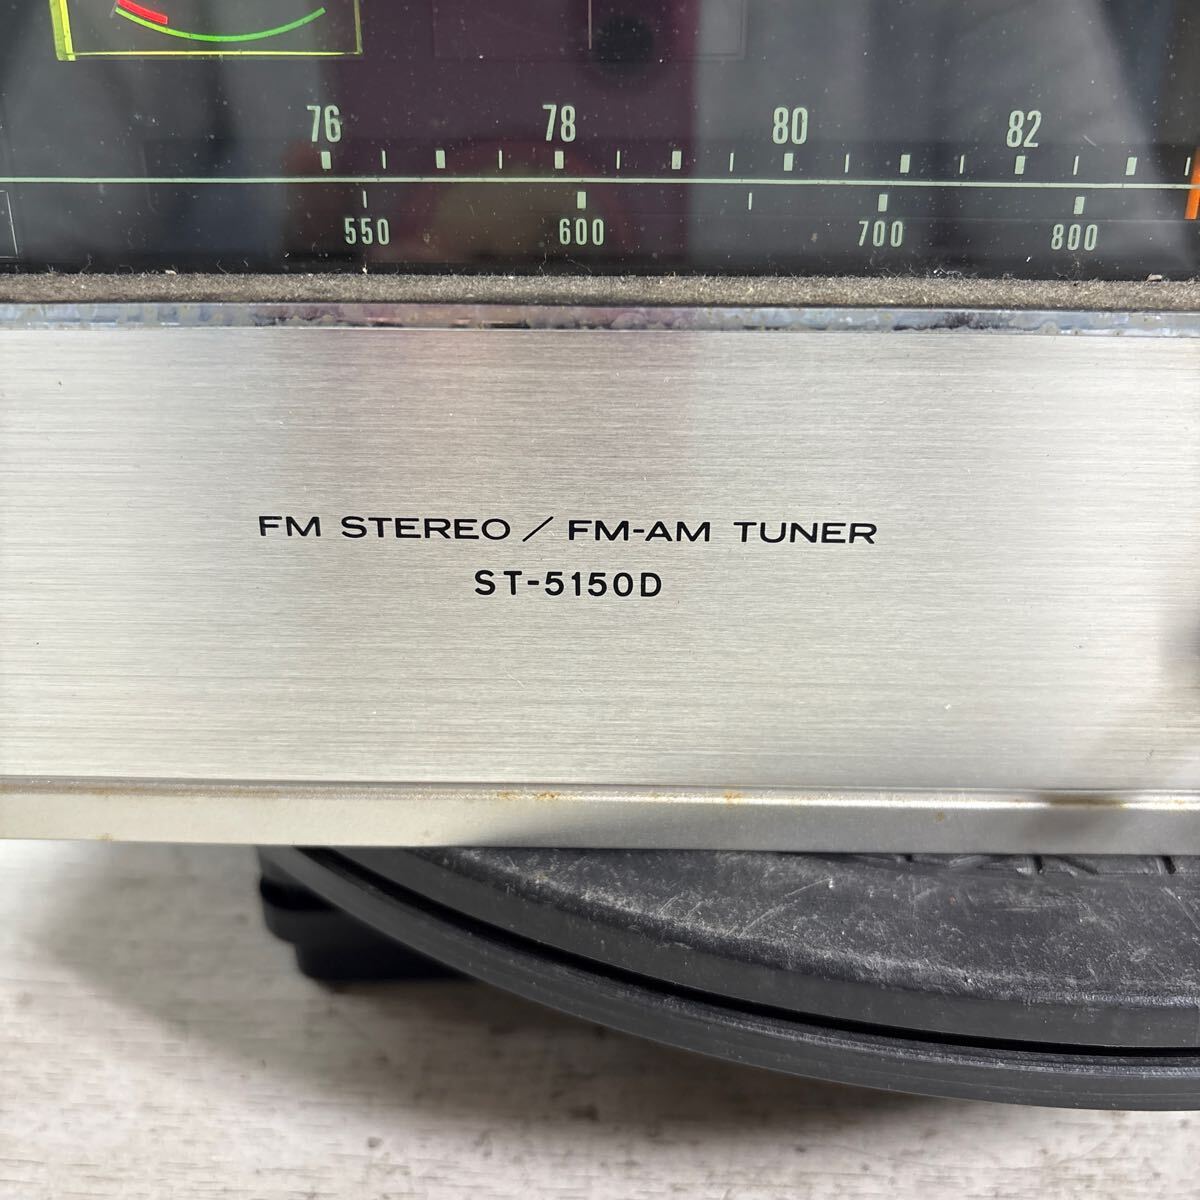 76 78 80 82
550 600 700 800
FM STEREO / FM-AM TUNER
ST-5150D